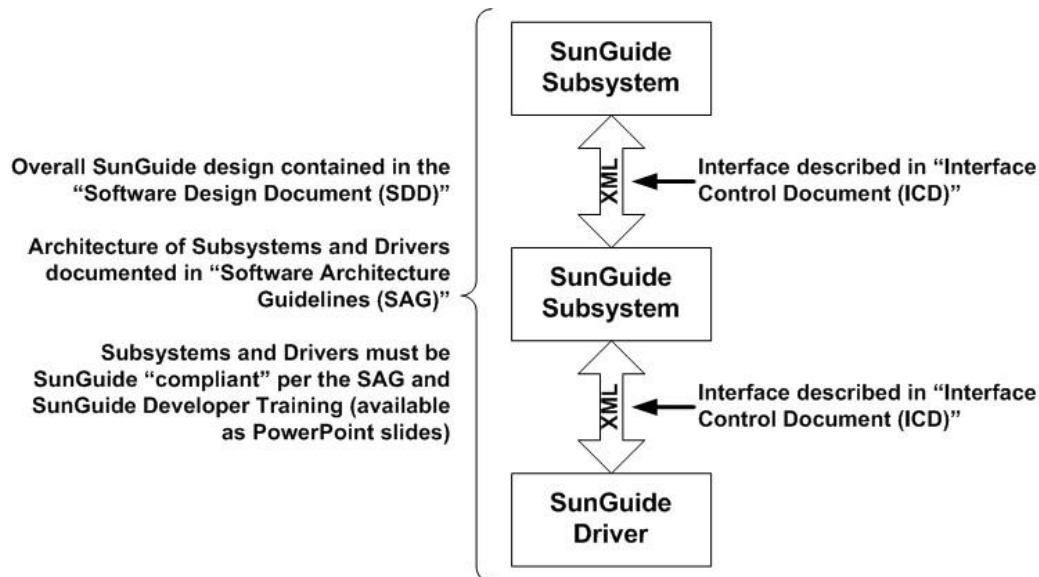 SunGuide
Subsystem
XML
Overall SunGuide design contained in the
“Software Design Document (SDD)”
Interface described in “Interface
Control Document (ICD)”
Architecture of Subsystems and Drivers
documented in “Software Architecture
Guidelines (SAG)”
SunGuide
Subsystem
Subsystems and Drivers must be
SunGuide “compliant” per the SAG and
SunGuide Developer Training (available
as PowerPoint slides)
XML
Interface described in “Interface
Control Document (ICD)”
SunGuide
Driver